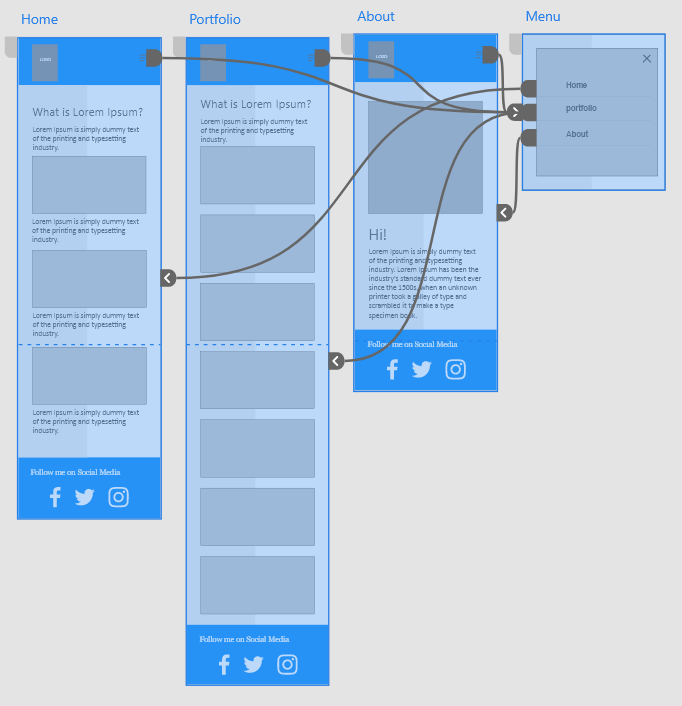 Home
LOGO
What is Lorem Ipsum?
Lorem Ipsum is simply dummy text
of the printing and typesetting
industry.
Lorem Ipsum is simply dummy text
of the printing and typesetting
industry.
Lorem Ipsum is simply dummy text
of the printing and typesetting
industry.
Lorem Ipsum is simply dummy text
of the printing and typesetting
industry.
Follow me on Social Media
Portfolio
LOGO
What is Lorem Ipsum?
Lorem Ipsum is simply dummy text
of the printing and typesetting
industry.
Follow me on Social Media
About
LOGO
Hi!
Lorem Ipsum is simply dummy text
of the printing and typesetting
industry. Lorem Ipsum has been the
industry's standard dummy text ever
since the 1500s, when an unknown
printer took a galley of type and
scrambled it to make a type
specimen book.
Follow me on Social Media
Menu
Home
portfolio
About